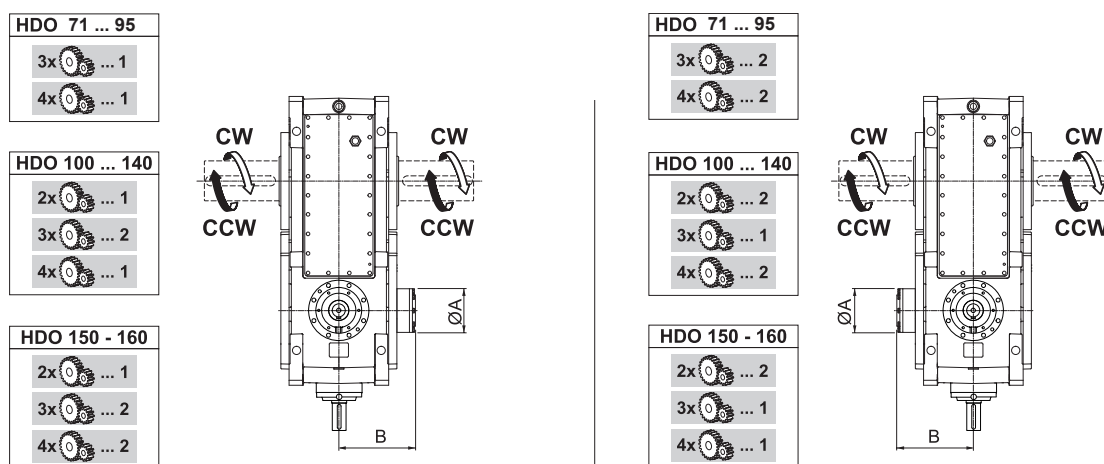 HDO 71 ... 95
3x ... 1
4x ... 1
HDO 100 ... 140
2x ... 1
3x ... 2
4x ... 1
HDO 150 - 160
2x ... 1
3x ... 2
4x ... 2
CW
CCW
CW
CCW
ØA
B
HDO 71 ... 95
3x ... 2
4x ... 2
HDO 100 ... 140
2x ... 2
3x ... 1
4x ... 2
HDO 150 - 160
2x ... 2
3x ... 1
4x ... 1
CW
CCW
CW
CCW
ØA
B